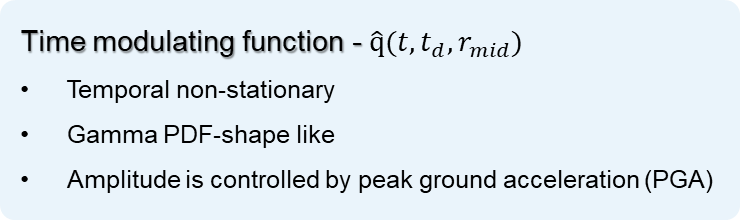 Time modulating function - q̂(t, t_d, r_mid)
• Temporal non-stationary
• Gamma PDF-shape like
• Amplitude is controlled by peak ground acceleration (PGA)